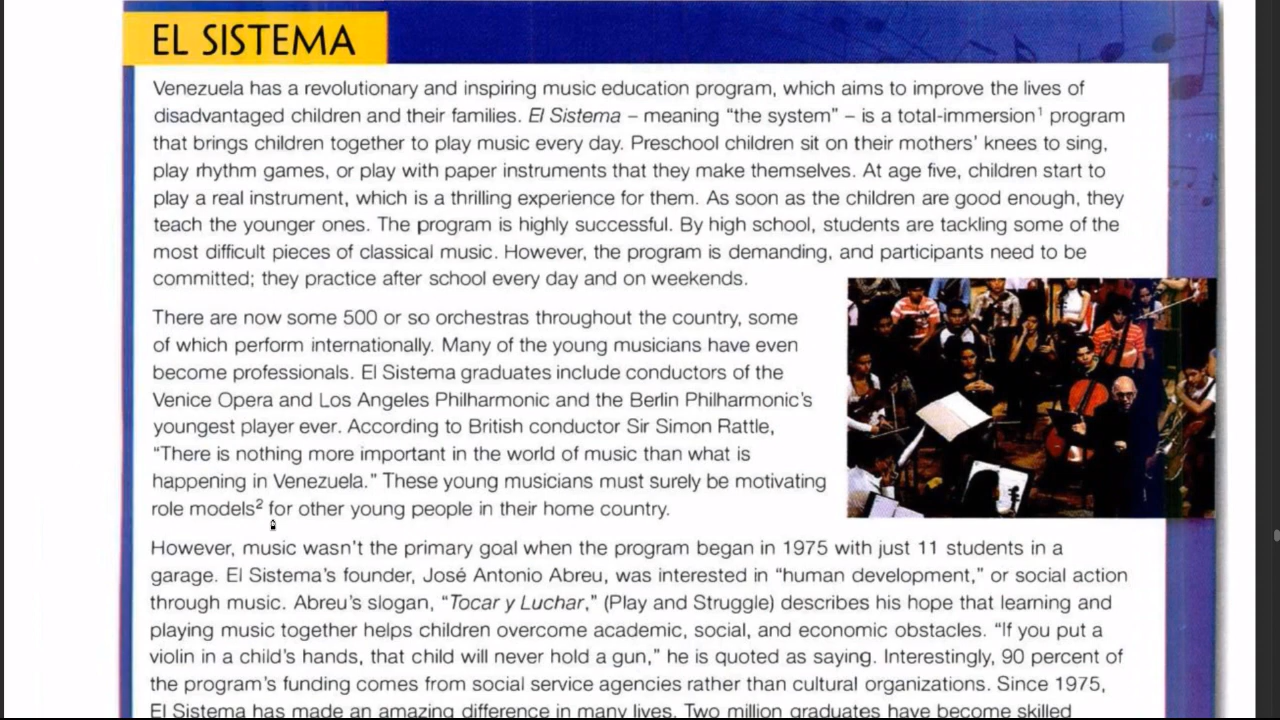 EL SISTEMA
Venezuela has a revolutionary and inspiring music education program, which aims to improve the lives of
disadvantaged children and their families. El Sistema – meaning “the system” – is a total-immersion¹ program
that brings children together to play music every day. Preschool children sit on their mothers’ knees to sing,
play rhythm games, or play with paper instruments that they make themselves. At age five, children start to
play a real instrument, which is a thrilling experience for them. As soon as the children are good enough, they
teach the younger ones. The program is highly successful. By high school, students are tackling some of the
most difficult pieces of classical music. However, the program is demanding, and participants need to be
committed; they practice after school every day and on weekends.
There are now some 500 or so orchestras throughout the country, some
of which perform internationally. Many of the young musicians have even
become professionals. El Sistema graduates include conductors of the
Venice Opera and Los Angeles Philharmonic and the Berlin Philharmonic’s
youngest player ever. According to British conductor Sir Simon Rattle,
“There is nothing more important in the world of music than what is
happening in Venezuela.” These young musicians must surely be motivating
role models² for other young people in their home country.
However, music wasn’t the primary goal when the program began in 1975 with just 11 students in a
garage. El Sistema’s founder, José Antonio Abreu, was interested in “human development,” or social action
through music. Abreu’s slogan, “Tocar y Luchar,” (Play and Struggle) describes his hope that learning and
playing music together helps children overcome academic, social, and economic obstacles. “If you put a
violin in a child’s hands, that child will never hold a gun,” he is quoted as saying. Interestingly, 90 percent of
the program’s funding comes from social service agencies rather than cultural organizations. Since 1975,
El Sistema has made an amazing difference in many lives. Two million graduates have become skilled